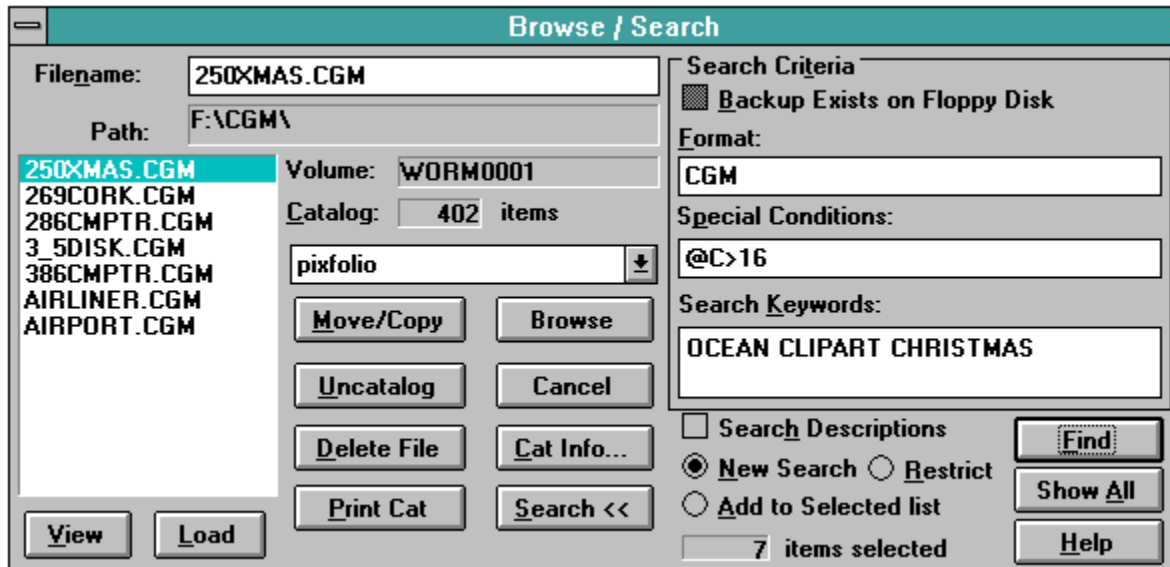 Browse / Search
Filename: 250XMAS.CGM
Path: F:\CGM\
250XMAS.CGM
269CORK.CGM
286CMPTR.CGM
3_5DISK.CGM
386CMPTR.CGM
AIRLINER.CGM
AIRPORT.CGM
View Load
Volume: WORM0001
Catalog: 402 items
pixfolio
Move/Copy Browse
Uncatalog Cancel
Delete File Cat Info...
Print Cat Search <<
Search Criteria
Backup Exists on Floppy Disk
Format:
CGM
Special Conditions:
@C>16
Search Keywords:
OCEAN CLIPART CHRISTMAS
Search Descriptions
New Search Restrict
Add to Selected list
7 items selected
Find
Show All
Help